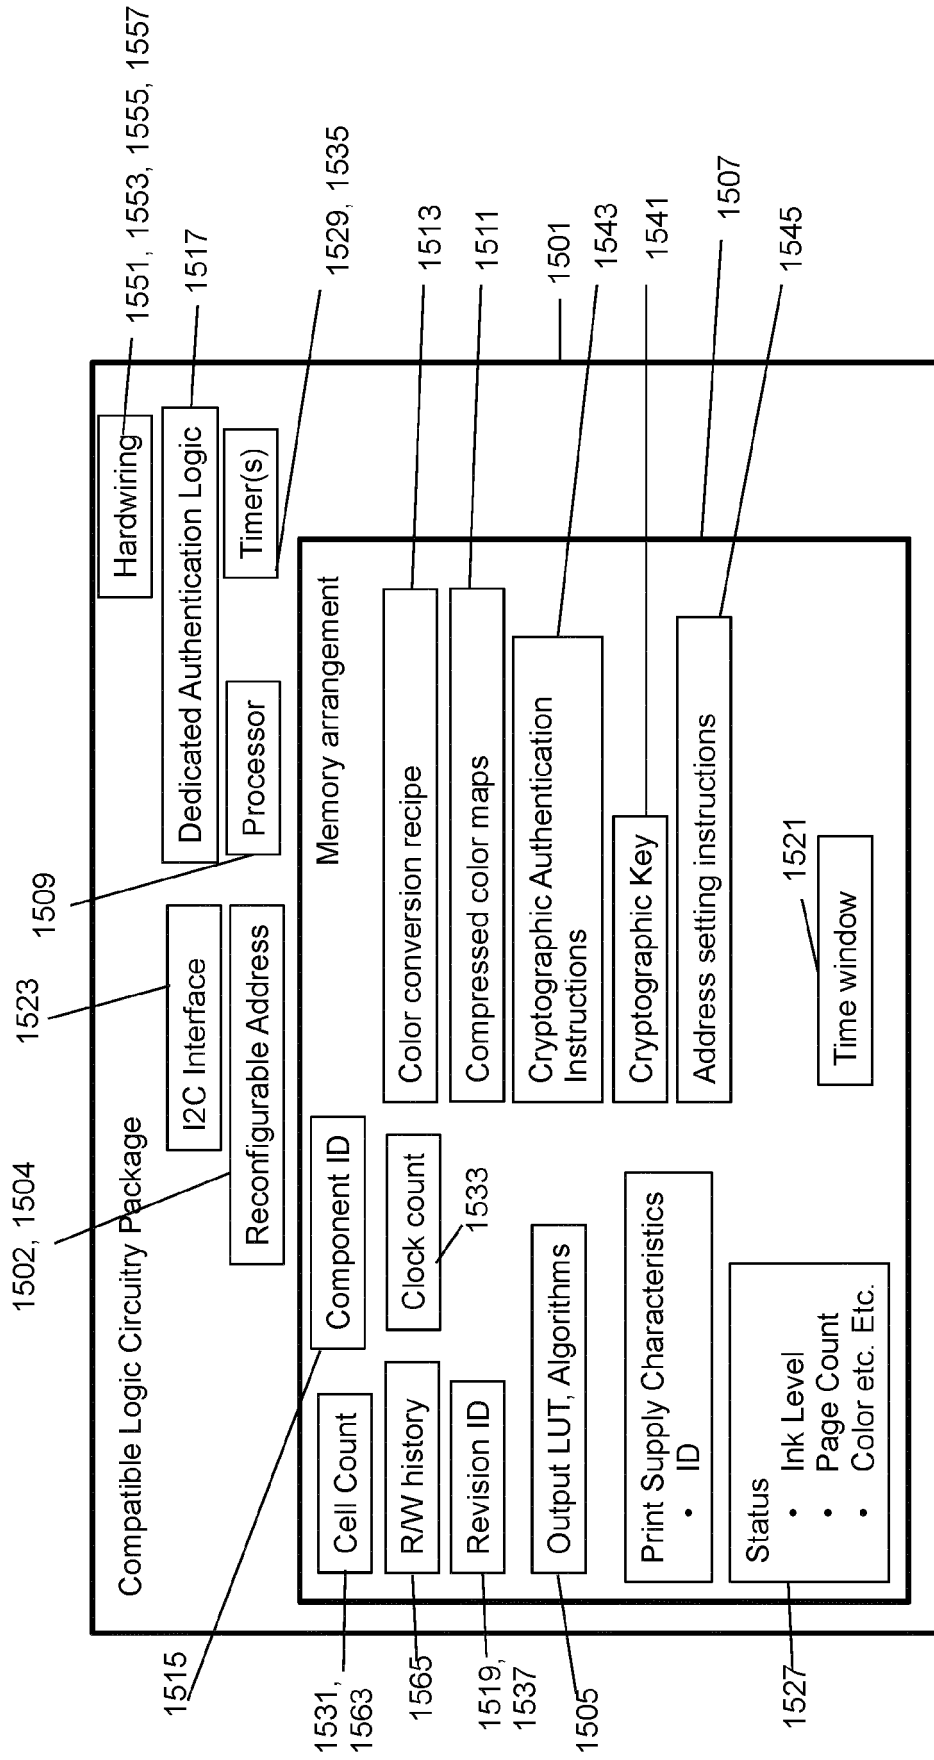 1502, 1504
1523
1509
Compatible Logic Circuitry Package
I2C Interface
Dedicated Authentication Logic
Hardwiring
1551, 1553, 1555, 1557
1517
Reconfigurable Address
Processor
Timer(s)
1529, 1535
1515
Component ID
Memory arrangement
1531,
1563
Cell Count
1565
R/W history
Clock count
1533
Color conversion recipe
1513
1519,
1537
Revision ID
Compressed color maps
1511
1501
1505
Output LUT, Algorithms
Cryptographic Authentication
Instructions
1543
Cryptographic Key
1541
Print Supply Characteristics
• ID
Address setting instructions
1507
1545
1527
Status
• Ink Level
• Page Count
• Color etc. Etc.
1521
Time window